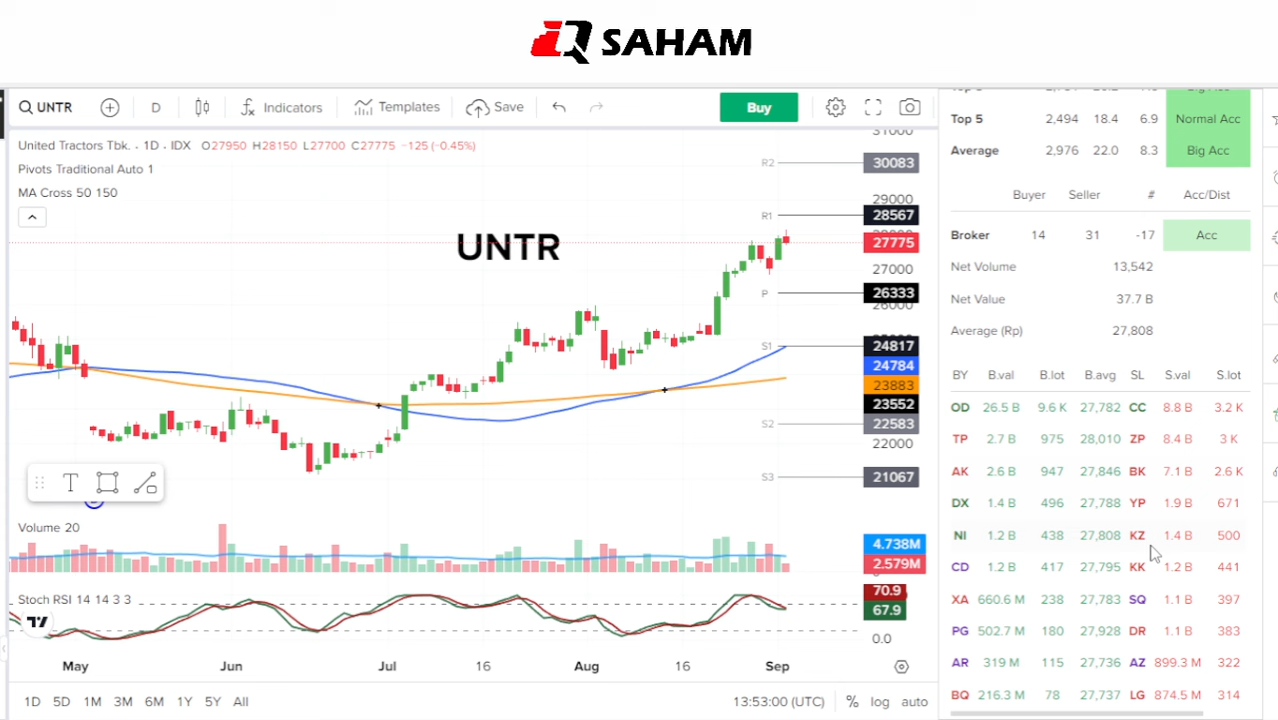 iQ SAHAM
UNTR D Indicators Templates Save Buy
United Tractors Tbk. · 1D · IDX O27950 H28150 L27700 C27775 −125 (−0.45%)
Pivots Traditional Auto 1
MA Cross 50 150
UNTR
R2
R1
P
S1
S2
S3
31000
30083
29000
28567
27775
27000
26333
26000
24817
24784
23883
23552
22583
22000
21067
T
Volume 20
4.738M
2.579M
Stoch RSI 14 14 3 3
70.9
67.9
0.0
May Jun Jul 16 Aug 16 Sep
1D 5D 1M 3M 6M 1Y 5Y All 13:53:00 (UTC) % log auto
Top 5 2,494 18.4 6.9 Normal Acc
Average 2,976 22.0 8.3 Big Acc
Buyer Seller # Acc/Dist
Broker 14 31 -17 Acc
Net Volume 13,542
Net Value 37.7 B
Average (Rp) 27,808
BY B.val B.lot B.avg SL S.val S.lot
OD 26.5 B 9.6 K 27,782 CC 8.8 B 3.2 K
TP 2.7 B 975 28,010 ZP 8.4 B 3 K
AK 2.6 B 947 27,846 BK 7.1 B 2.6 K
DX 1.4 B 496 27,788 YP 1.9 B 671
NI 1.2 B 438 27,808 KZ 1.4 B 500
CD 1.2 B 417 27,795 KK 1.2 B 441
XA 660.6 M 238 27,783 SQ 1.1 B 397
PG 502.7 M 180 27,928 DR 1.1 B 383
AR 319 M 115 27,736 AZ 899.3 M 322
BQ 216.3 M 78 27,737 LG 874.5 M 314